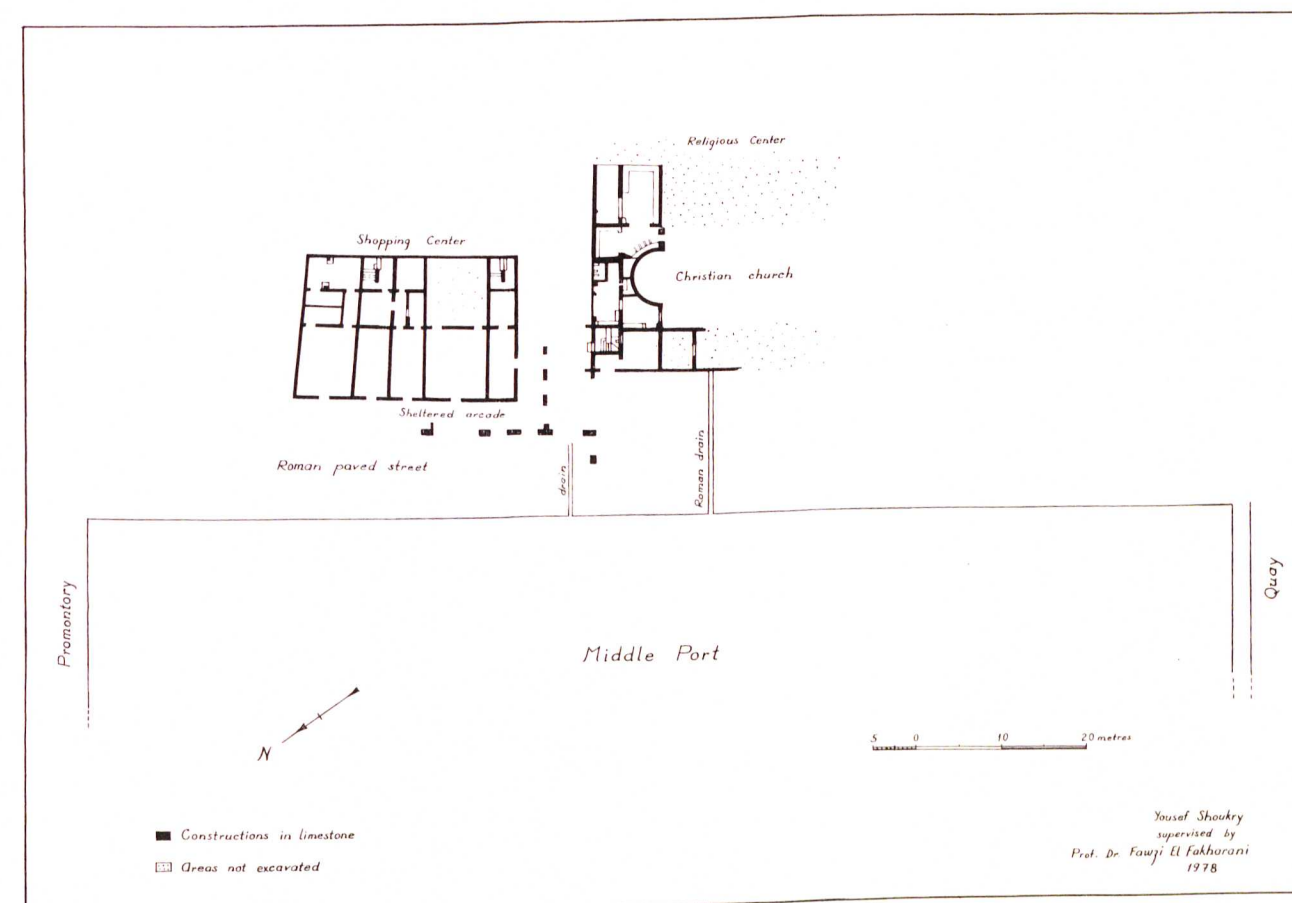 Religious Center
Shopping Center
Christian church
Sheltered arcade
Roman paved street
drain
Roman drain
Promontory
Quay
Middle Port
N
5 0 10 20 metres
Constructions in limestone
Areas not excavated
Yousef Shoukry
supervised by
Prof. Dr. Fawzi El Fakharani
1978